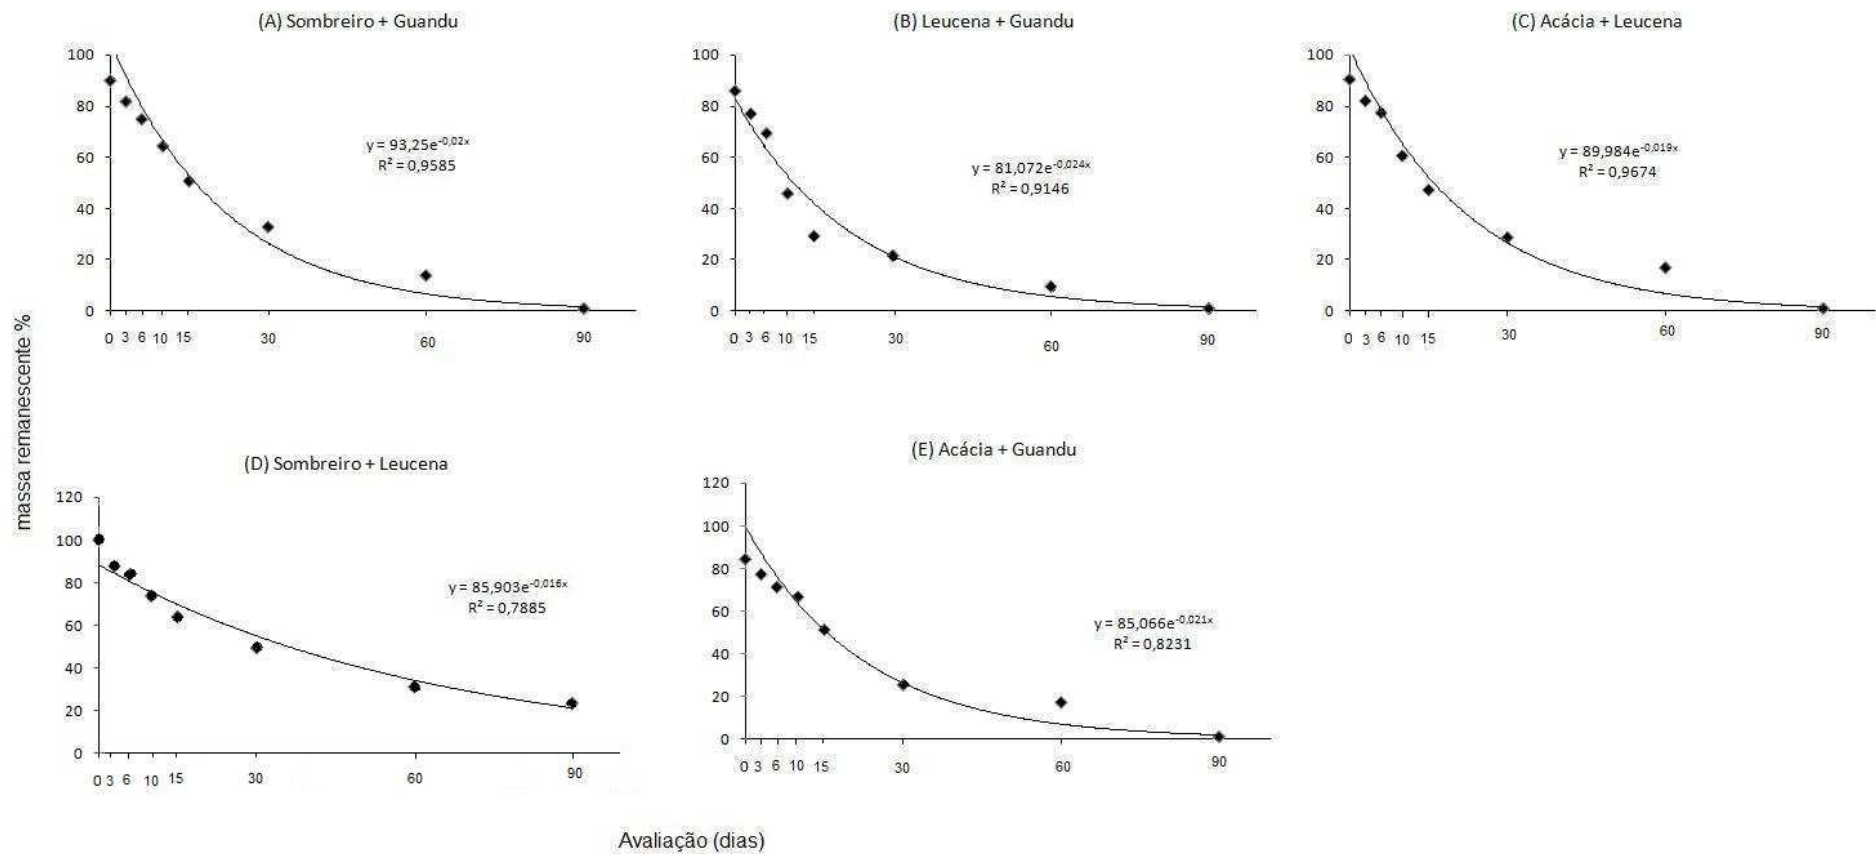 (A) Sombreiro + Guandu
100
80
60
40
20
0
0 3 6 10 15 30 60 90
y = 93,25e^-0,02x
R² = 0,9585
(B) Leucena + Guandu
100
80
60
40
20
0
0 3 6 10 15 30 60 90
y = 81,072e^-0,024x
R² = 0,9146
(C) Acácia + Leucena
100
80
60
40
20
0
0 3 6 10 15 30 60 90
y = 89,984e^-0,019x
R² = 0,9674
massa remanescente %
(D) Sombreiro + Leucena
120
100
80
60
40
20
0
0 3 6 10 15 30 60 90
y = 85,903e^-0,016x
R² = 0,7885
(E) Acácia + Guandu
120
100
80
60
40
20
0
0 3 6 10 15 30 60 90
y = 85,066e^-0,021x
R² = 0,8231
Avaliação (dias)